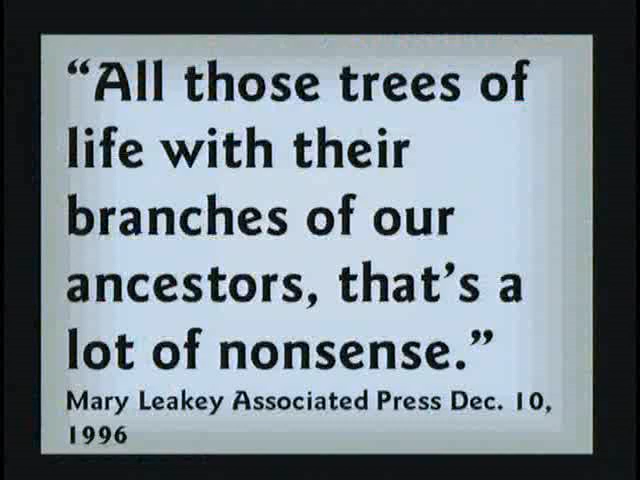 “All those trees of
life with their
branches of our
ancestors, that’s a
lot of nonsense.”
Mary Leakey Associated Press Dec. 10,
1996